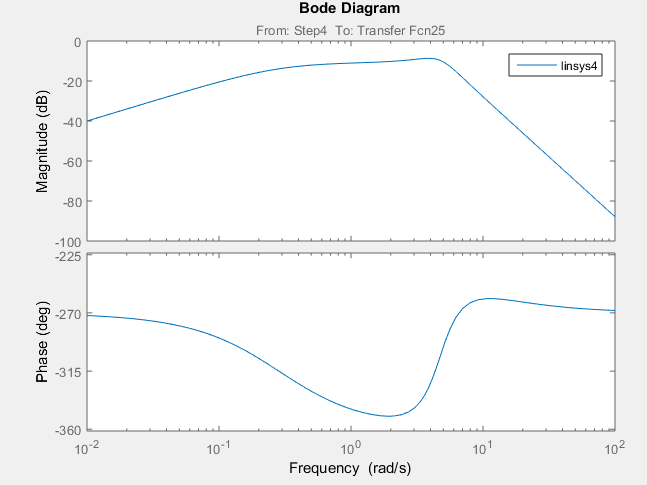 Bode Diagram
From: Step4 To: Transfer Fcn25
linsys4
Magnitude (dB)
0
-20
-40
-60
-80
-100
Phase (deg)
-225
-270
-315
-360
10^-2
10^-1
10^0
10^1
10^2
Frequency (rad/s)